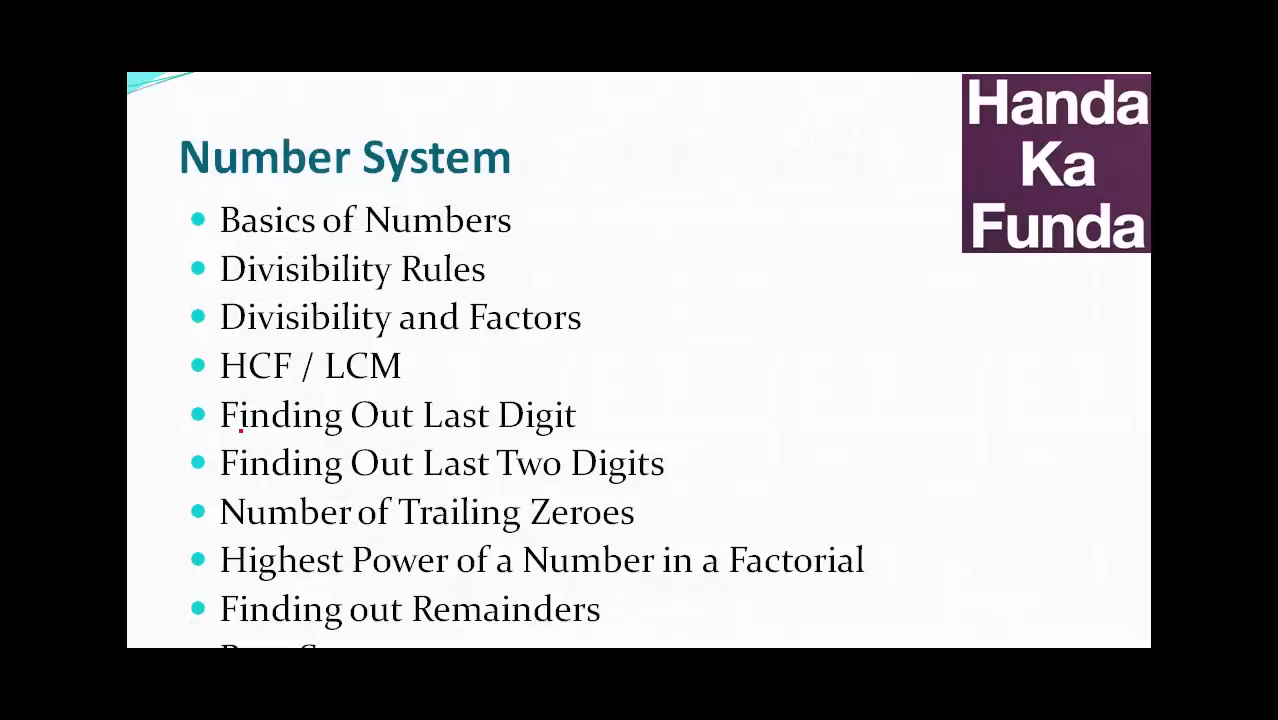 Handa
Ka
Funda
Number System
Basics of Numbers
Divisibility Rules
Divisibility and Factors
HCF / LCM
Finding Out Last Digit
Finding Out Last Two Digits
Number of Trailing Zeroes
Highest Power of a Number in a Factorial
Finding out Remainders